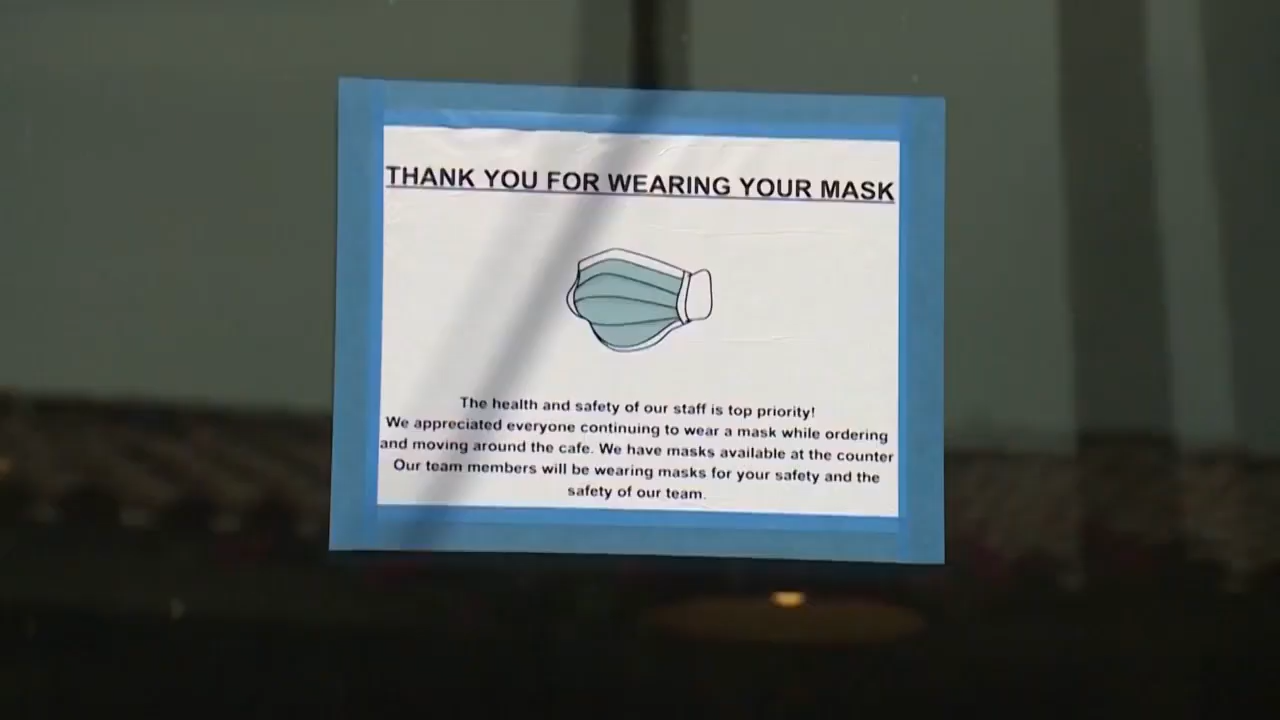 THANK YOU FOR WEARING YOUR MASK
The health and safety of our staff is top priority!
We appreciated everyone continuing to wear a mask while ordering
and moving around the cafe. We have masks available at the counter
Our team members will be wearing masks for your safety and the
safety of our team.